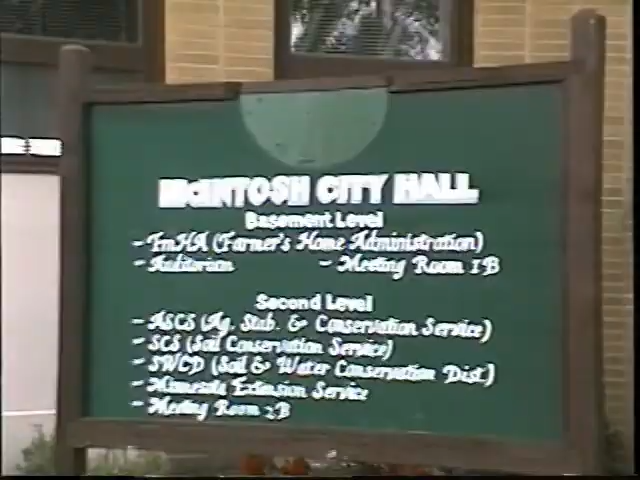 McINTOSH CITY HALL
Basement Level
- FmHA (Farmer's Home Administration)
- Auditorium - Meeting Room 1B
Second Level
- ASCS (Ag. Stab. & Conservation Service)
- SCS (Soil Conservation Service)
- SWCD (Soil & Water Conservation Dist.)
- Minnesota Extension Service
- Meeting Room 2B